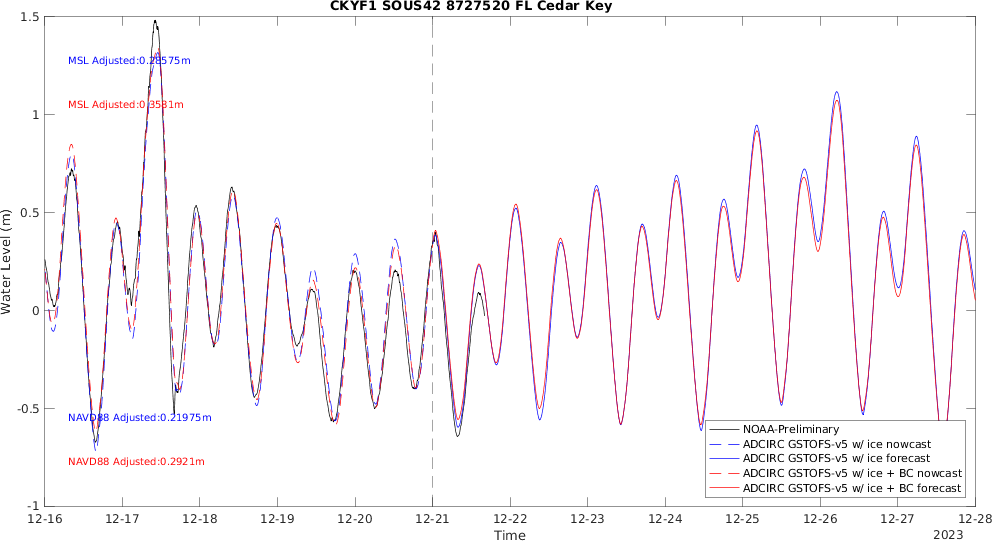 CKYF1 SOUS42 8727520 FL Cedar Key
1.5
1
0.5
0
-0.5
-1
Water Level (m)
MSL Adjusted:0.28575m
MSL Adjusted:0.3581m
NAVD88 Adjusted:0.21975m
NAVD88 Adjusted:0.2921m
NOAA-Preliminary
ADCIRC GSTOFS-v5 w/ ice nowcast
ADCIRC GSTOFS-v5 w/ ice forecast
ADCIRC GSTOFS-v5 w/ ice + BC nowcast
ADCIRC GSTOFS-v5 w/ ice + BC forecast
12-16 12-17 12-18 12-19 12-20 12-21 12-22 12-23 12-24 12-25 12-26 12-27 12-28
Time
2023